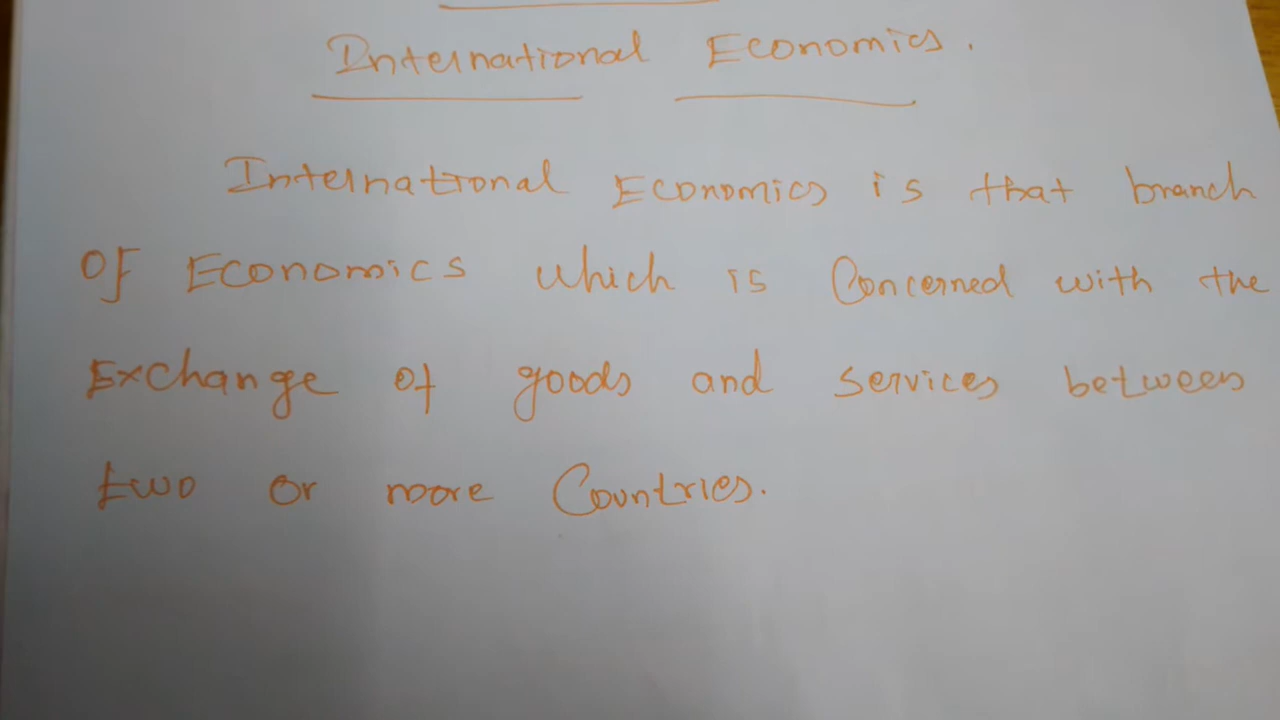 International Economics.
International Economics is that branch
of Economics which is Concerned with the
Exchange of goods and services between
two or more Countries.